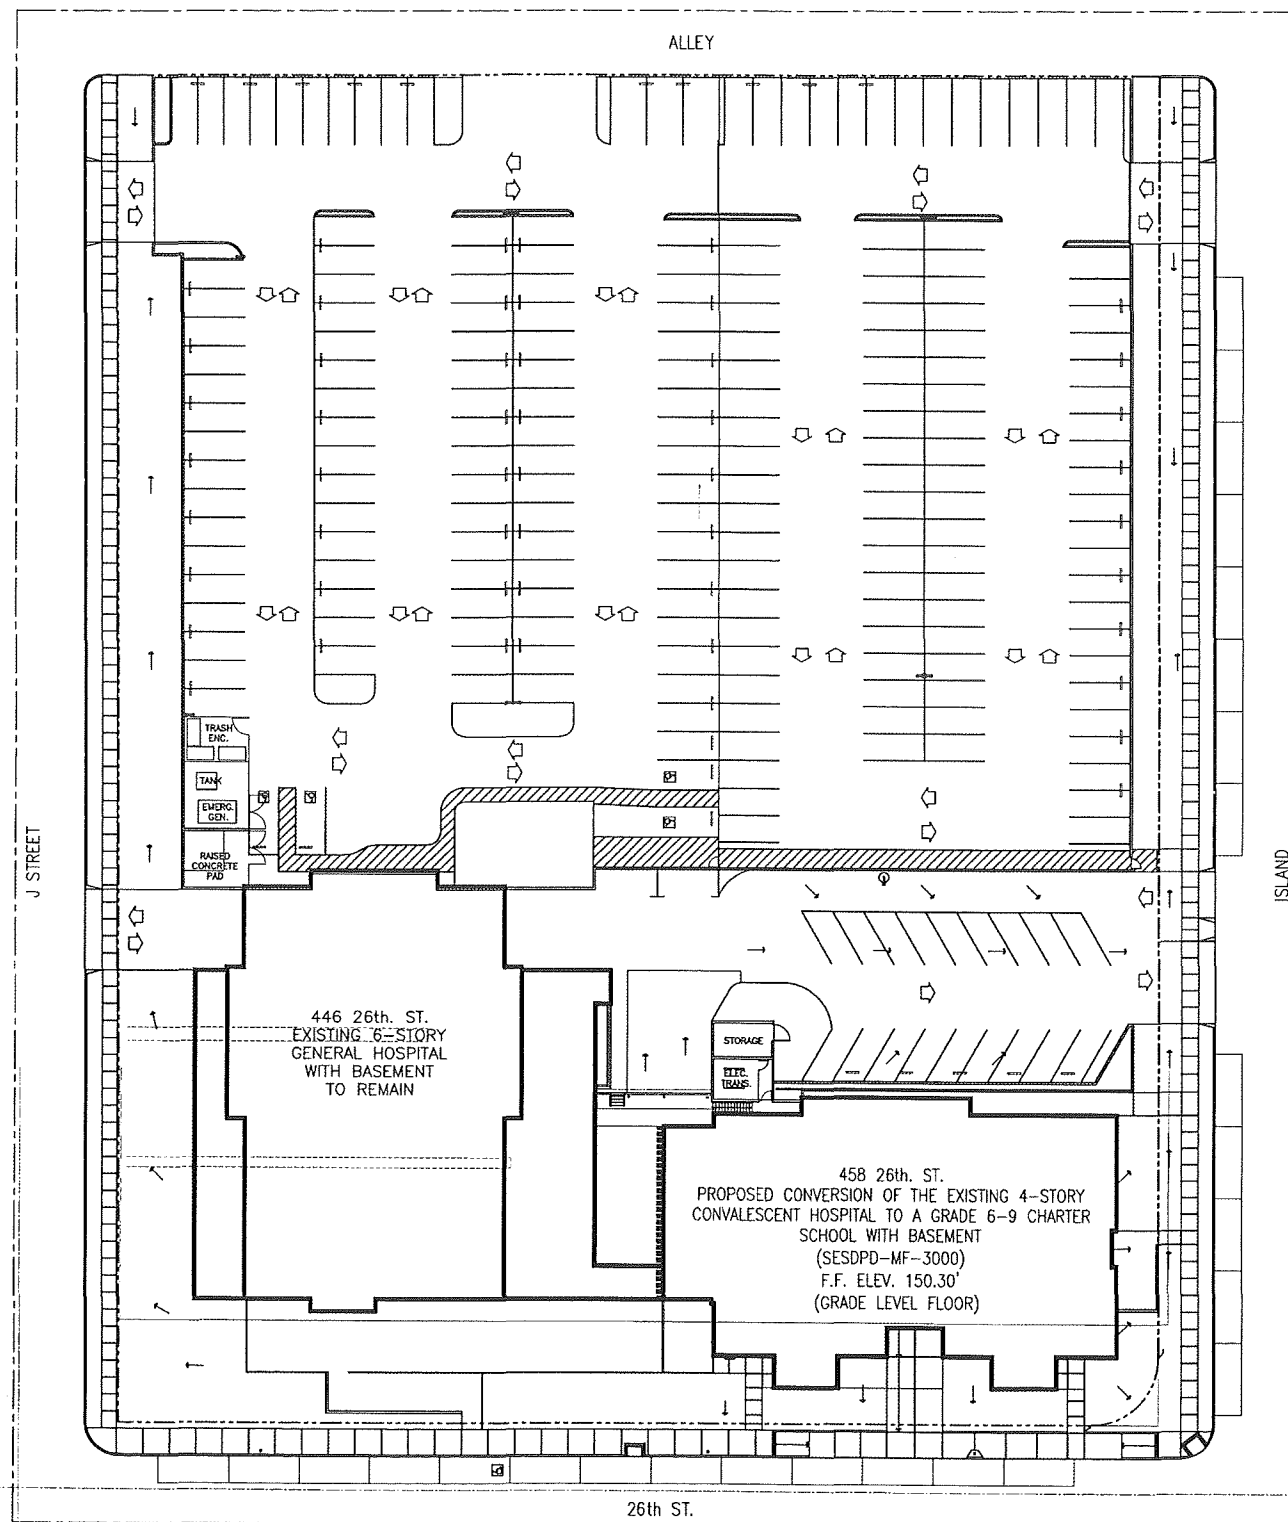 ALLEY
TRASH
ENC.
TANK
EMERG.
GEN.
RAISED
CONCRETE
PAD
J STREET
ISLAND
446 26th. ST.
EXISTING 6-STORY
GENERAL HOSPITAL
WITH BASEMENT
TO REMAIN
STORAGE
ELEC.
TRANS.
458 26th. ST.
PROPOSED CONVERSION OF THE EXISTING 4-STORY
CONVALESCENT HOSPITAL TO A GRADE 6-9 CHARTER
SCHOOL WITH BASEMENT
(SESDPD-MF-3000)
F.F. ELEV. 150.30'
(GRADE LEVEL FLOOR)
26th ST.